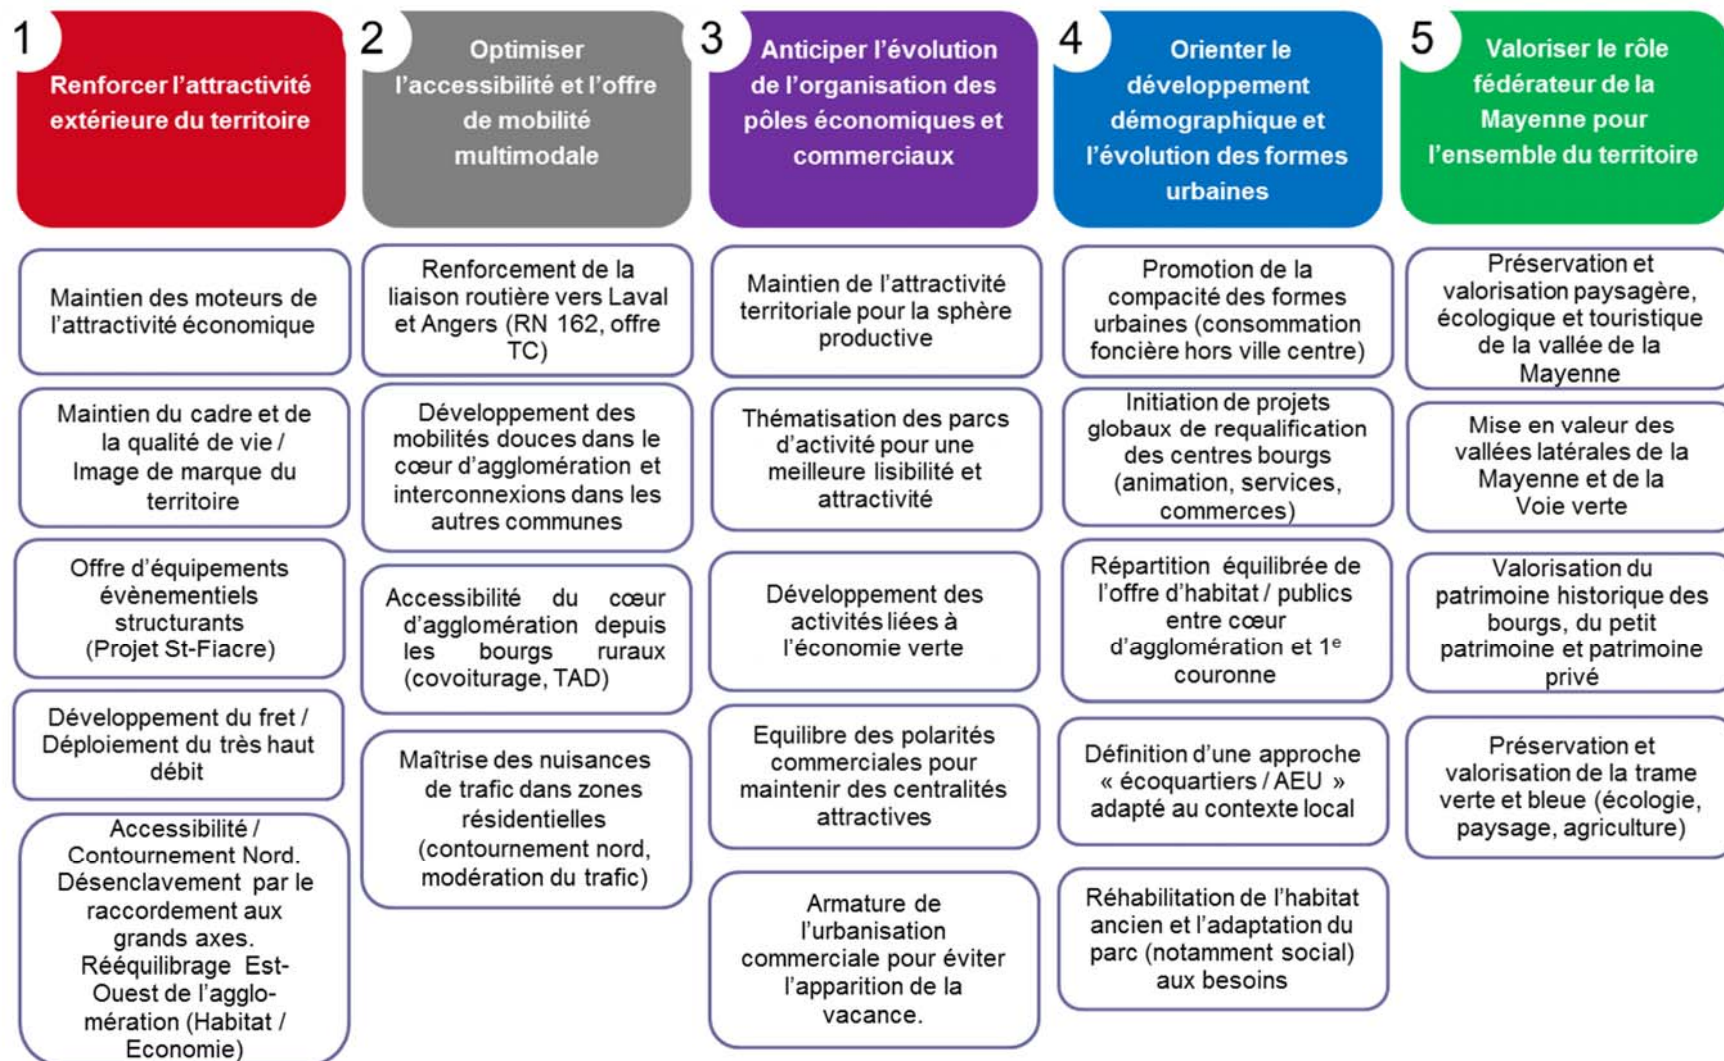 1
Renforcer l'attractivité
extérieure du territoire
Maintien des moteurs de
l'attractivité économique
Maintien du cadre et de
la qualité de vie /
Image de marque du
territoire
Offre d'équipements
évènementiels
structurants
(Projet St-Fiacre)
Développement du fret /
Déploiement du très haut
débit
Accessibilité /
Contournement Nord.
Désenclavement par le
raccordement aux
grands axes.
Rééquilibrage Est-
Ouest de l'agglo-
mération (Habitat /
Economie)
2
Optimiser
l'accessibilité et l'offre
de mobilité
multimodale
Renforcement de la
liaison routière vers Laval
et Angers (RN 162, offre
TC)
Développement des
mobilités douces dans le
cœur d'agglomération et
interconnexions dans les
autres communes
Accessibilité du cœur
d'agglomération depuis
les bourgs ruraux
(covoiturage, TAD)
Maîtrise des nuisances
de trafic dans zones
résidentielles
(contournement nord,
modération du trafic)
3
Anticiper l'évolution
de l'organisation des
pôles économiques et
commerciaux
Maintien de l'attractivité
territoriale pour la sphère
productive
Thématisation des parcs
d'activité pour une
meilleure lisibilité et
attractivité
Développement des
activités liées à
l'économie verte
Equilibre des polarités
commerciales pour
maintenir des centralités
attractives
Armature de
l'urbanisation
commerciale pour éviter
l'apparition de la
vacance.
4
Orienter le
développement
démographique et
l'évolution des formes
urbaines
Promotion de la
compacité des formes
urbaines (consommation
foncière hors ville centre)
Initiation de projets
globaux de requalification
des centres bourgs
(animation, services,
commerces)
Répartition équilibrée de
l'offre d'habitat / publics
entre cœur
d'agglomération et 1e
couronne
Définition d'une approche
« écoquartiers / AEU »
adapté au contexte local
Réhabilitation de l'habitat
ancien et l'adaptation du
parc (notamment social)
aux besoins
5
Valoriser le rôle
fédérateur de la
Mayenne pour
l'ensemble du territoire
Préservation et
valorisation paysagère,
écologique et touristique
de la vallée de la
Mayenne
Mise en valeur des
vallées latérales de la
Mayenne et de la
Voie verte
Valorisation du
patrimoine historique des
bourgs, du petit
patrimoine et patrimoine
privé
Préservation et
valorisation de la trame
verte et bleue (écologie,
paysage, agriculture)